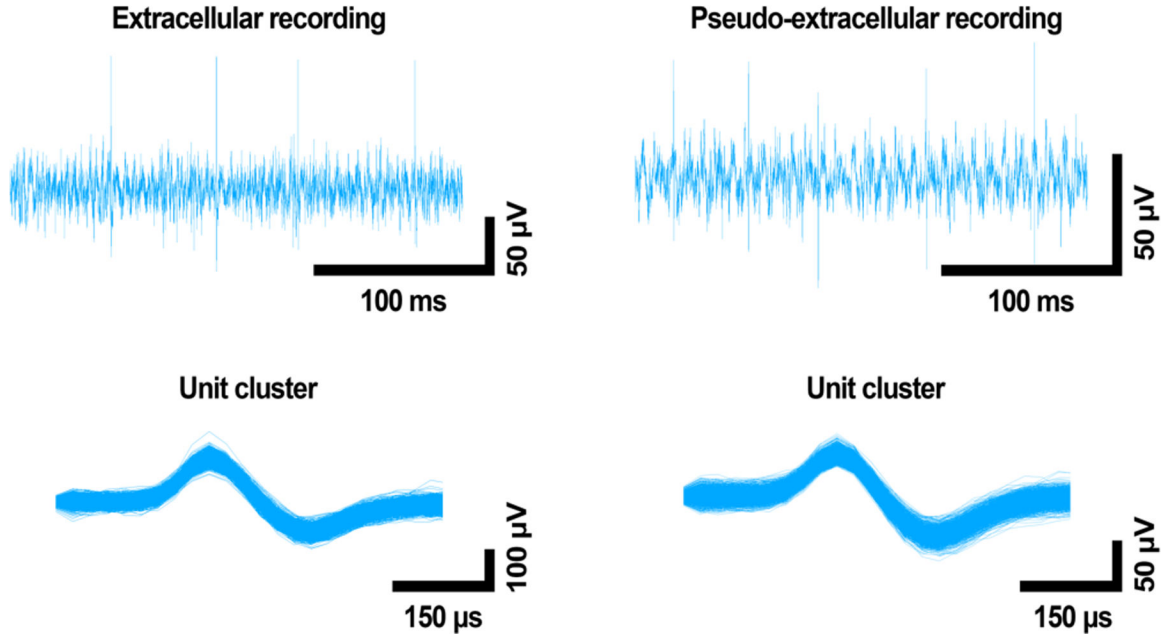 Extracellular recording
Pseudo-extracellular recording
50 µV
100 ms
50 µV
100 ms
Unit cluster
Unit cluster
100 µV
150 µs
50 µV
150 µs